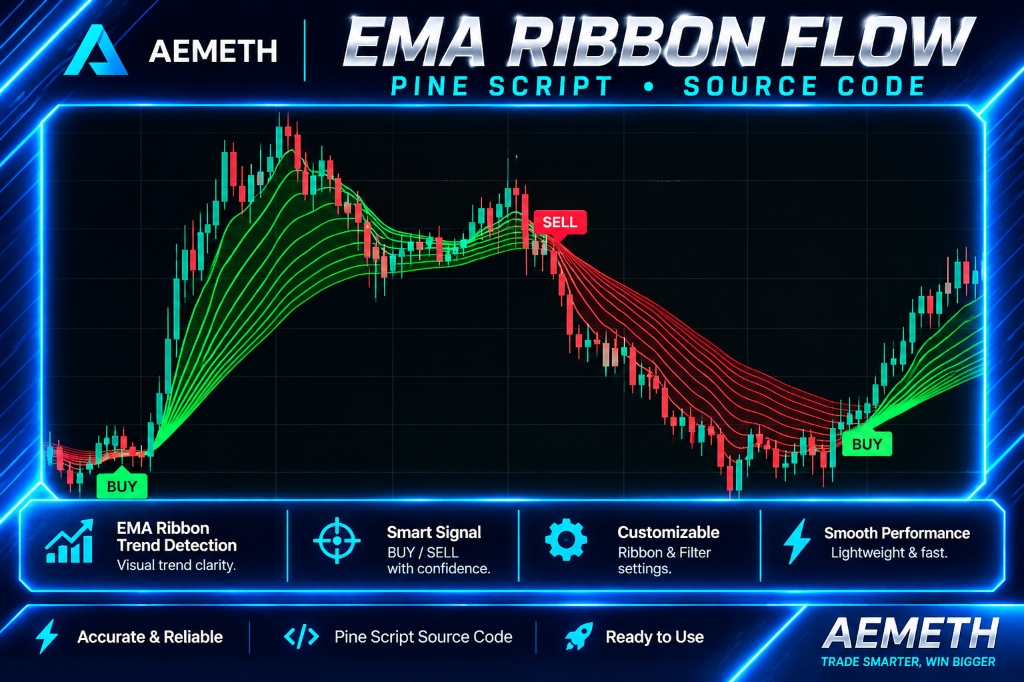 AEMETH
EMA RIBBON FLOW
PINE SCRIPT • SOURCE CODE
SELL
BUY
BUY
EMA Ribbon
Trend Detection
Visual trend clarity.
Smart Signal
BUY / SELL
with confidence.
Customizable
Ribbon & Filter
settings.
Smooth Performance
Lightweight & fast.
Accurate & Reliable
</> Pine Script Source Code
Ready to Use
AEMETH
TRADE SMARTER, WIN BIGGER